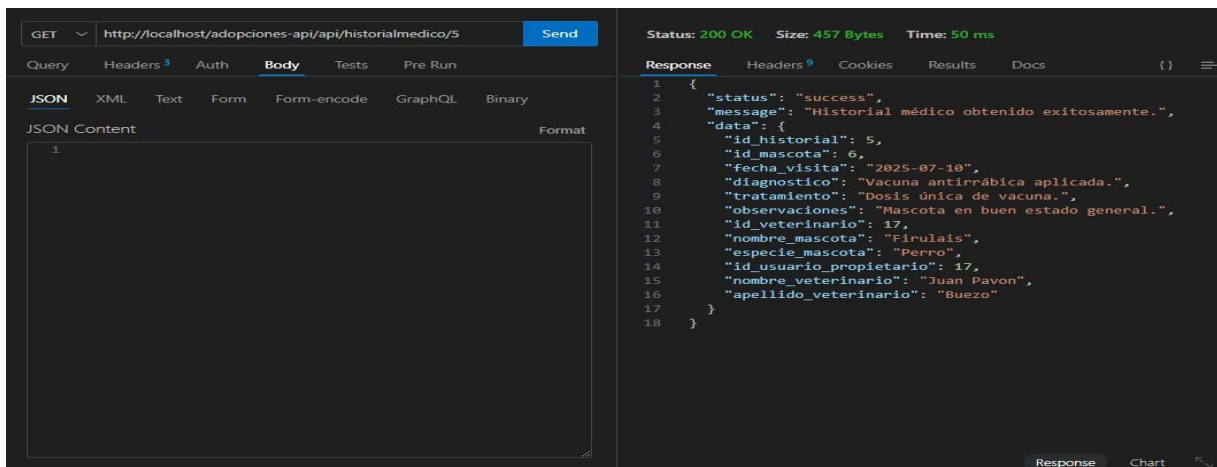 GET http://localhost/adopciones-api/api/historialmedico/5 Send
Query Headers 3 Auth Body Tests Pre Run
JSON XML Text Form Form-encode GraphQL Binary
JSON Content Format
1
Status: 200 OK Size: 457 Bytes Time: 50 ms
Response Headers 9 Cookies Results Docs {}
1 {
2 "status": "success",
3 "message": "Historial médico obtenido exitosamente.",
4 "data": {
5 "id_historial": 5,
6 "id_mascota": 6,
7 "fecha_visita": "2025-07-10",
8 "diagnostico": "Vacuna antirrábica aplicada.",
9 "tratamiento": "Dosis única de vacuna.",
10 "observaciones": "Mascota en buen estado general.",
11 "id_veterinario": 17,
12 "nombre_mascota": "Firulais",
13 "especie_mascota": "Perro",
14 "id_usuario_propietario": 17,
15 "nombre_veterinario": "Juan Pavon",
16 "apellido_veterinario": "Buezo"
17 }
18 }
Response Chart